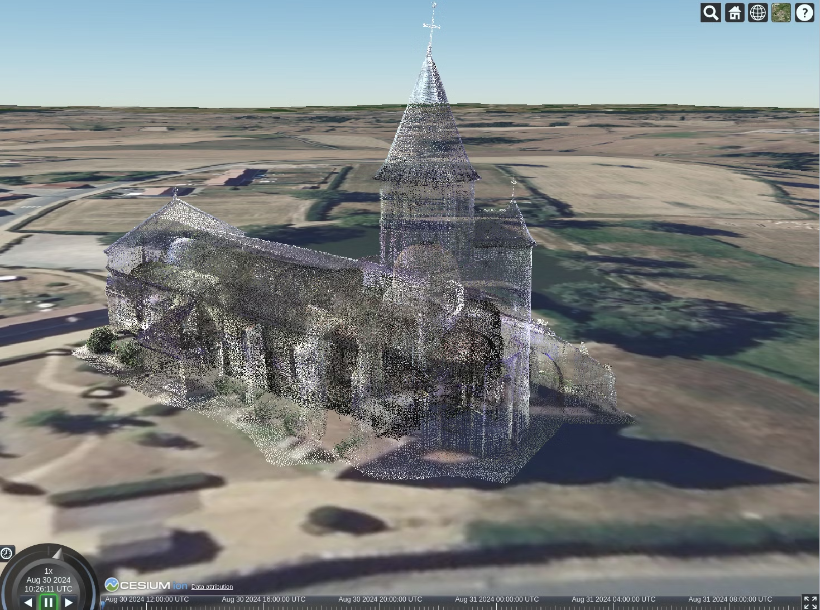 ?
1x
Aug 30 2024
10:26:11 UTC
CESIUM ion Data attribution
Aug 30 2024 12:00:00 UTC Aug 30 2024 16:00:00 UTC Aug 30 2024 20:00:00 UTC Aug 31 2024 00:00:00 UTC Aug 31 2024 04:00:00 UTC Aug 31 2024 08:00:00 UTC